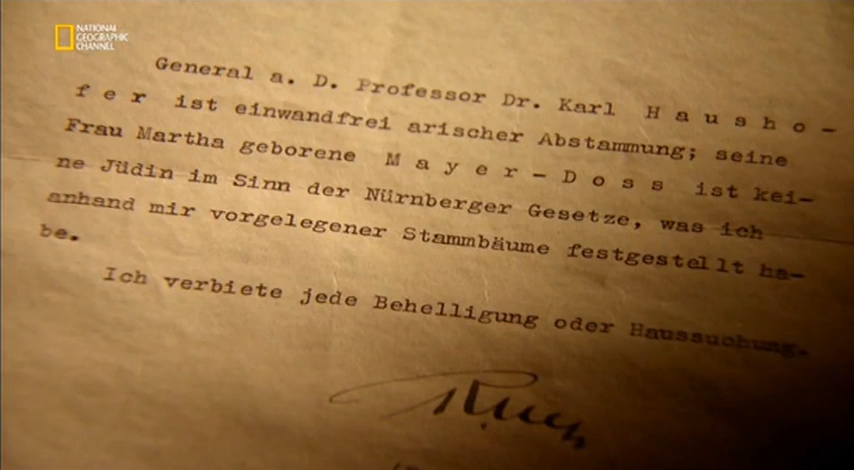 NATIONAL
GEOGRAPHIC
CHANNEL
General a. D. Professor Dr. Karl H a u s h o -
f e r ist einwandfrei arischer Abstammung; seine
Frau Martha geborene M a y e r - D o s s ist kei-
ne Jüdin im Sinn der Nürnberger Gesetze, was ich
anhand mir vorgelegener Stammbäume festgestellt ha-
be.
Ich verbiete jede Behelligung oder Haussuchung.